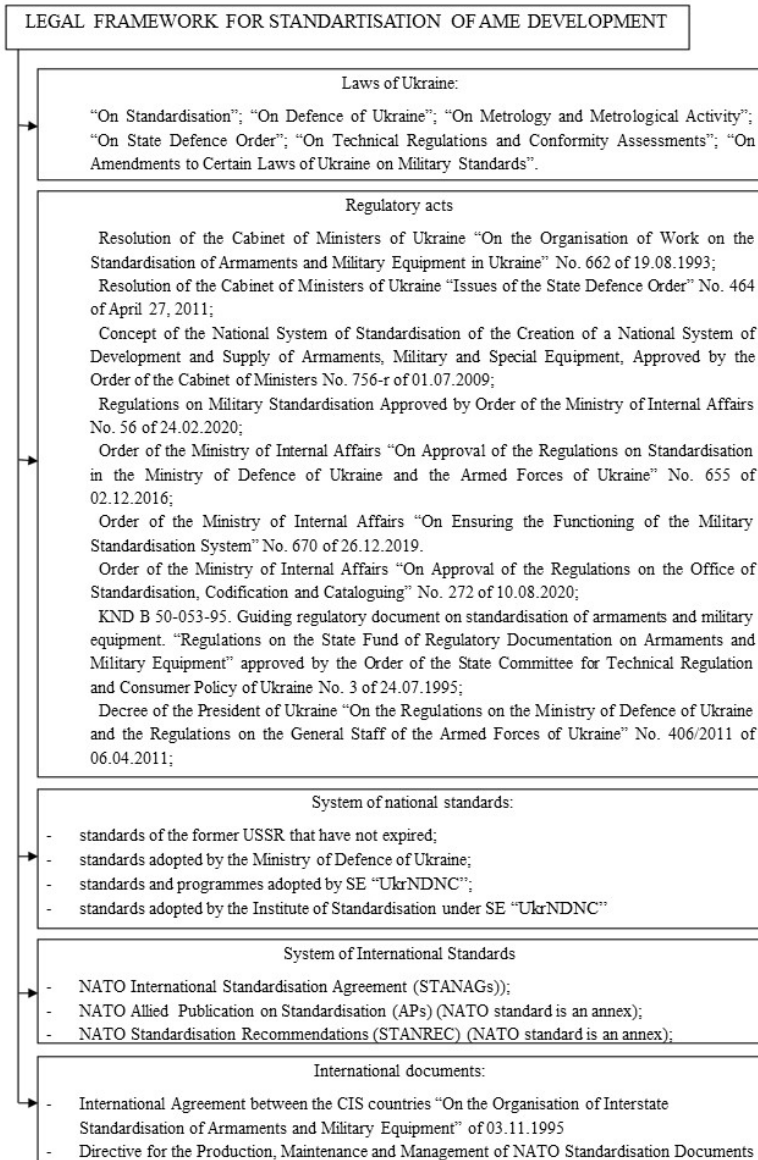 LEGAL FRAMEWORK FOR STANDARTISATION OF AME DEVELOPMENT
Laws of Ukraine:
“On Standardisation”; “On Defence of Ukraine”; “On Metrology and Metrological Activity”;
“On State Defence Order”; “On Technical Regulations and Conformity Assessments”; “On
Amendments to Certain Laws of Ukraine on Military Standards”.
Regulatory acts
Resolution of the Cabinet of Ministers of Ukraine “On the Organisation of Work on the
Standardisation of Armaments and Military Equipment in Ukraine” No. 662 of 19.08.1993;
Resolution of the Cabinet of Ministers of Ukraine “Issues of the State Defence Order” No. 464
of April 27, 2011;
Concept of the National System of Standardisation of the Creation of a National System of
Development and Supply of Armaments, Military and Special Equipment, Approved by the
Order of the Cabinet of Ministers No. 756-r of 01.07.2009;
Regulations on Military Standardisation Approved by Order of the Ministry of Internal Affairs
No. 56 of 24.02.2020;
Order of the Ministry of Internal Affairs “On Approval of the Regulations on Standardisation
in the Ministry of Defence of Ukraine and the Armed Forces of Ukraine” No. 655 of
02.12.2016;
Order of the Ministry of Internal Affairs “On Ensuring the Functioning of the Military
Standardisation System” No. 670 of 26.12.2019.
Order of the Ministry of Internal Affairs “On Approval of the Regulations on the Office of
Standardisation, Codification and Cataloguing” No. 272 of 10.08.2020;
KND B 50-053-95. Guiding regulatory document on standardisation of armaments and military
equipment. “Regulations on the State Fund of Regulatory Documentation on Armaments and
Military Equipment” approved by the Order of the State Committee for Technical Regulation
and Consumer Policy of Ukraine No. 3 of 24.07.1995;
Decree of the President of Ukraine “On the Regulations on the Ministry of Defence of Ukraine
and the Regulations on the General Staff of the Armed Forces of Ukraine” No. 406/2011 of
06.04.2011;
System of national standards:
- standards of the former USSR that have not expired;
- standards adopted by the Ministry of Defence of Ukraine;
- standards and programmes adopted by SE “UkrNDNC”;
- standards adopted by the Institute of Standardisation under SE “UkrNDNC”
System of International Standards
- NATO International Standardisation Agreement (STANAGs));
- NATO Allied Publication on Standardisation (APs) (NATO standard is an annex);
- NATO Standardisation Recommendations (STANREC) (NATO standard is an annex);
International documents:
- International Agreement between the CIS countries “On the Organisation of Interstate
Standardisation of Armaments and Military Equipment” of 03.11.1995
- Directive for the Production, Maintenance and Management of NATO Standardisation Documents